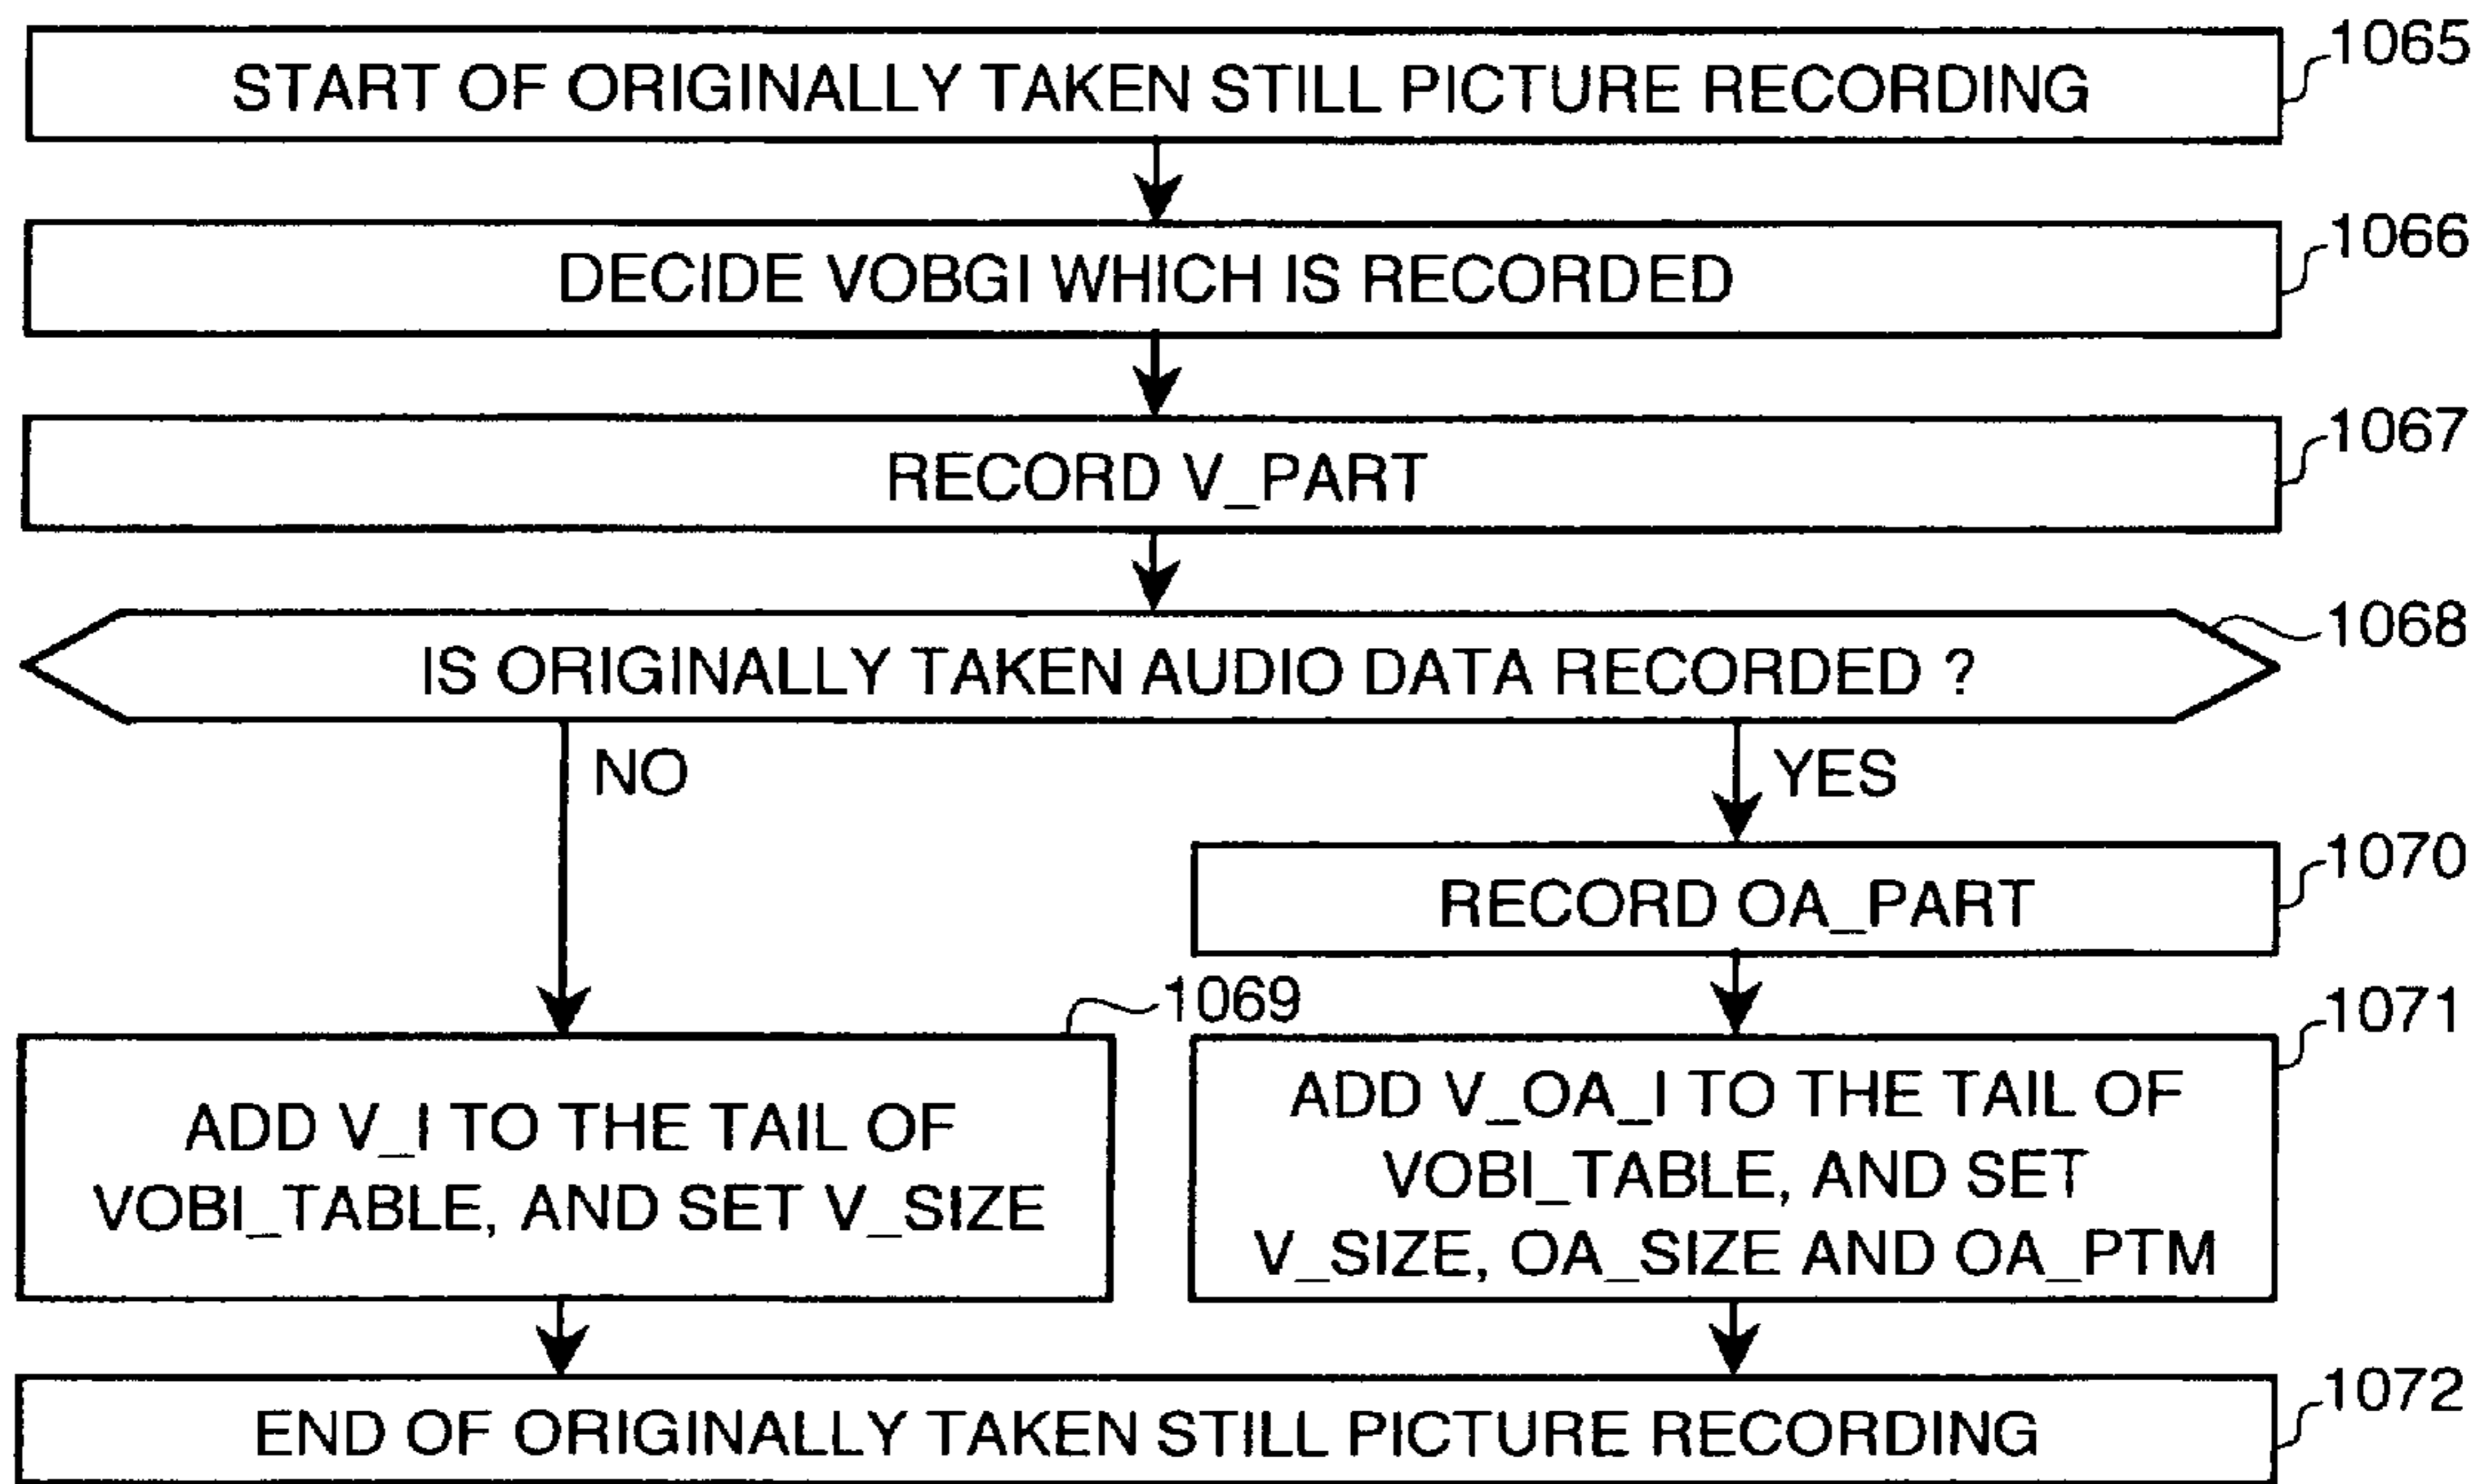 START OF ORIGINALLY TAKEN STILL PICTURE RECORDING
1065
DECIDE VOBGI WHICH IS RECORDED
1066
RECORD V_PART
1067
IS ORIGINALLY TAKEN AUDIO DATA RECORDED ?
1068
NO
YES
RECORD OA_PART
1070
1069
ADD V_I TO THE TAIL OF
VOBI_TABLE, AND SET V_SIZE
1071
ADD V_OA_I TO THE TAIL OF
VOBI_TABLE, AND SET
V_SIZE, OA_SIZE AND OA_PTM
END OF ORIGINALLY TAKEN STILL PICTURE RECORDING
1072